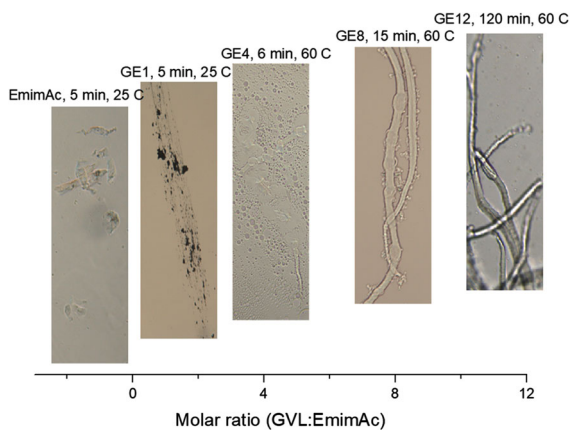 GE12, 120 min, 60 C
GE8, 15 min, 60 C
GE4, 6 min, 60 C
GE1, 5 min, 25 C
EmimAc, 5 min, 25 C
0 4 8 12
Molar ratio (GVL:EmimAc)